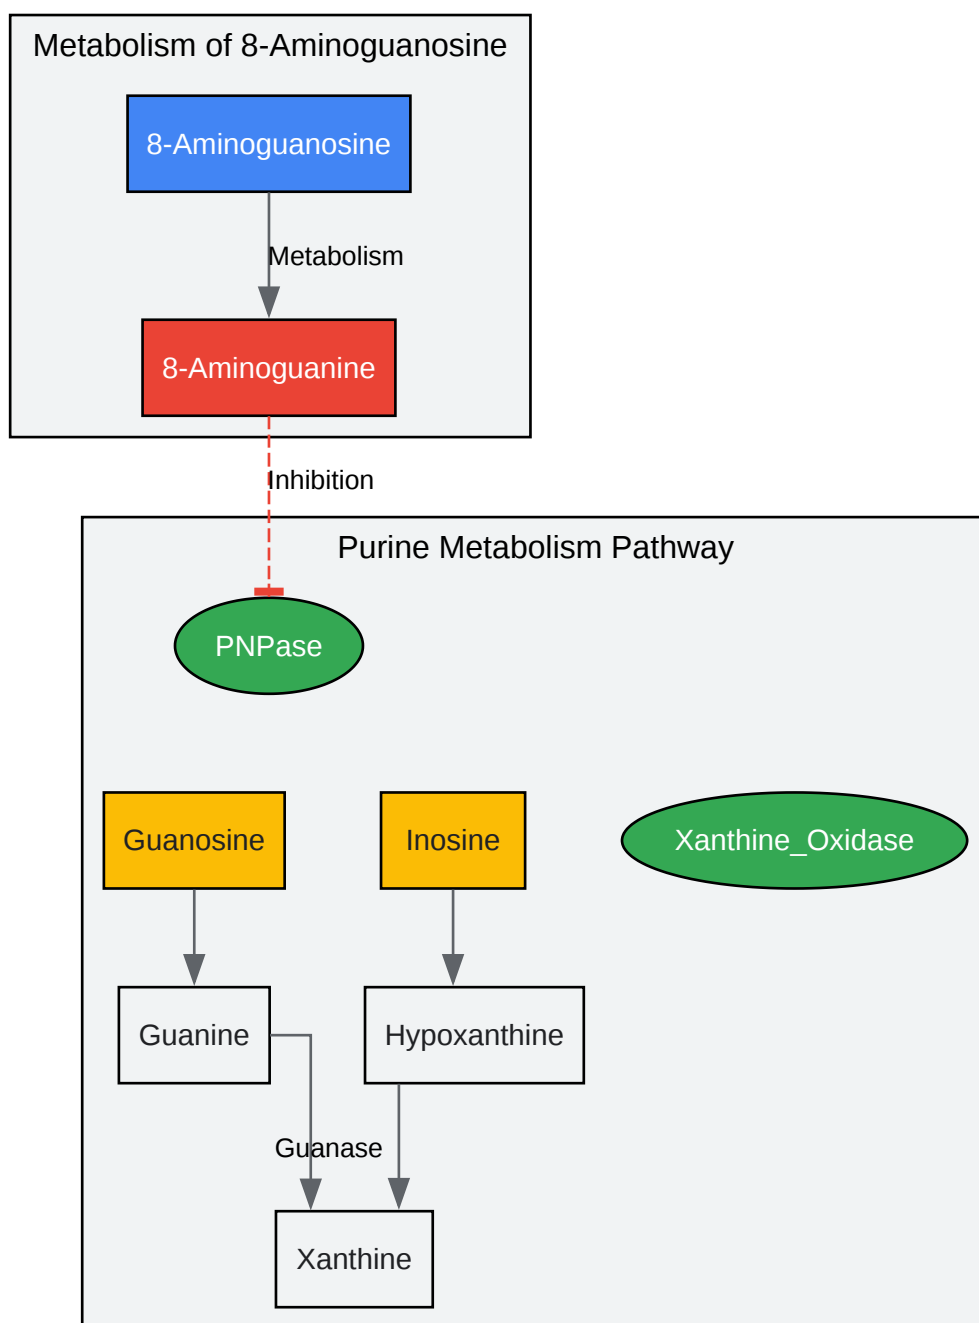 Metabolism of 8-Aminoguanosine
8-Aminoguanosine
Metabolism
8-Aminoguanine
Inhibition
Purine Metabolism Pathway
PNPase
Guanosine
Inosine
Xanthine_Oxidase
Guanine
Hypoxanthine
Guanase
Xanthine